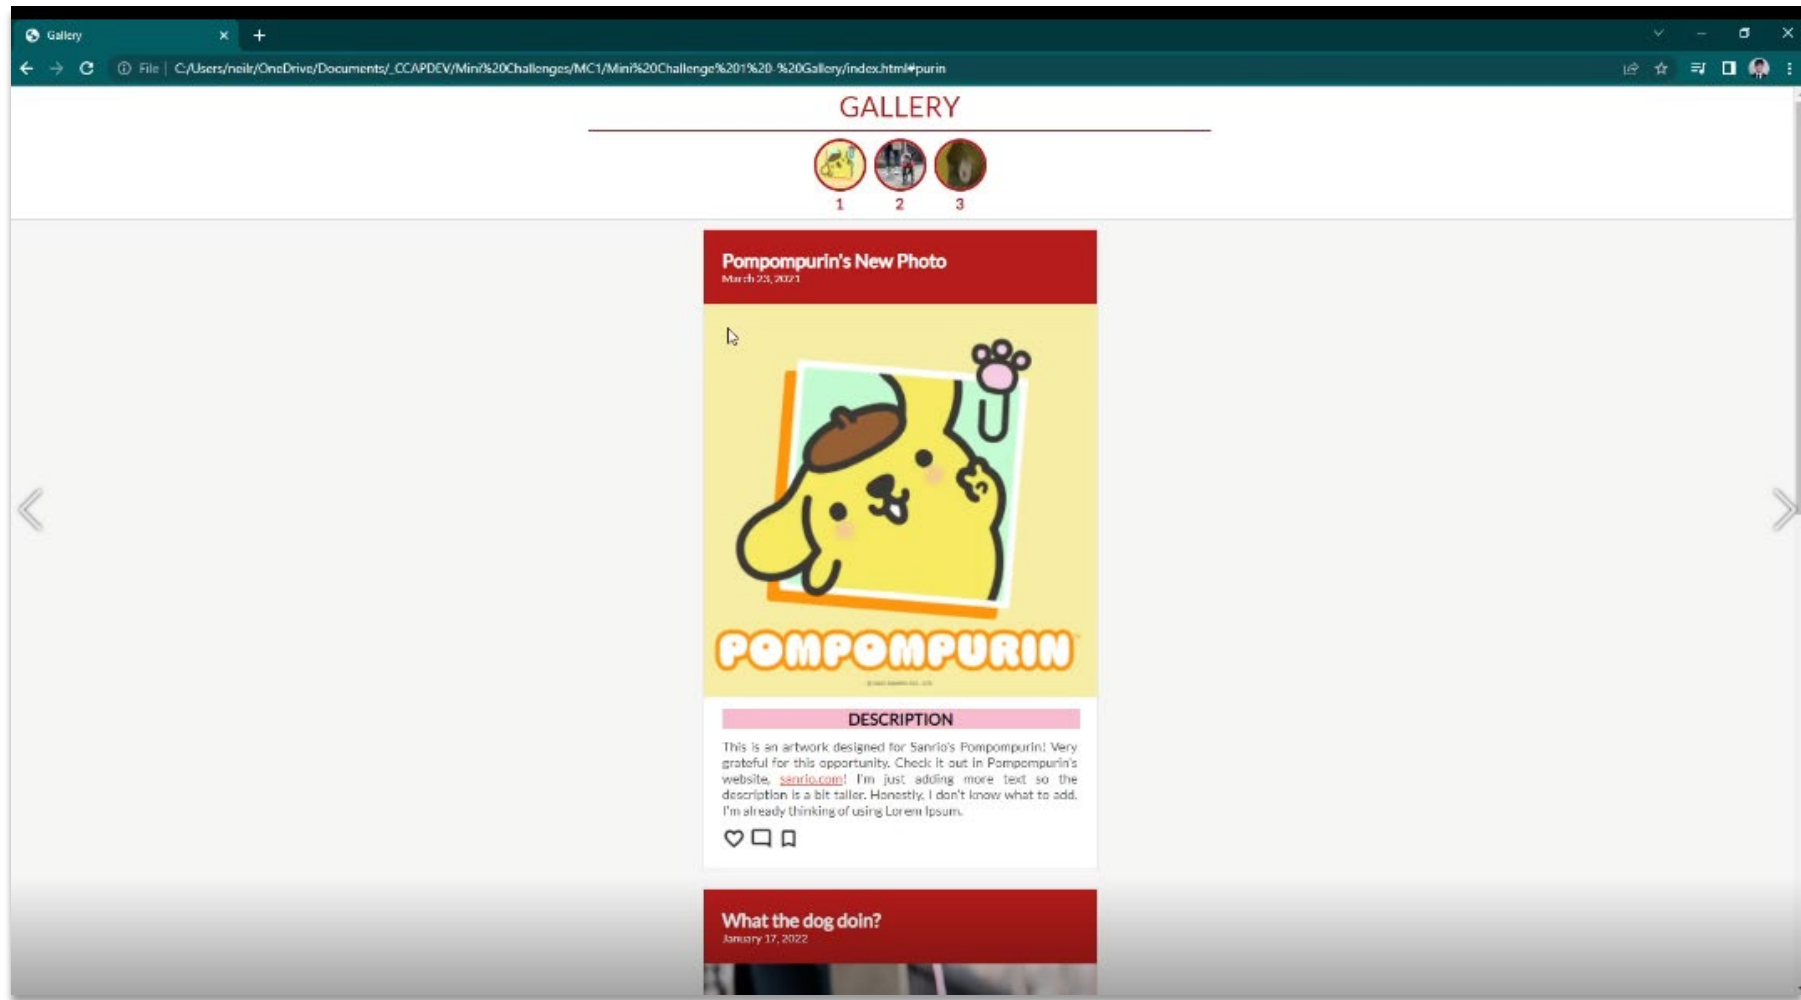 Gallery
File | C:/Users/neilr/OneDrive/Documents/_CCAPDEV/Mini%20Challenges/MC1/Mini%20Challenge%201%20-%20Gallery/index.html#purin
GALLERY
1 2 3
Pompompurin's New Photo
March 23, 2021
POMPOMPURIN
DESCRIPTION
This is an artwork designed for Sanrio's Pompompurin! Very
grateful for this opportunity. Check it out in Pompompurin's
website, sanrio.com! I'm just adding more text so the
description is a bit taller. Honestly, I don't know what to add.
I'm already thinking of using Lorem Ipsum.
What the dog doin?
January 17, 2022